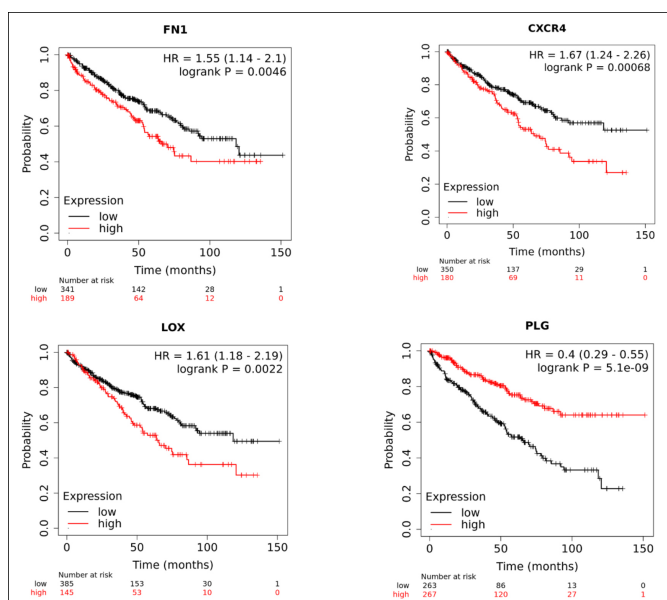 FN1
HR = 1.55 (1.14 - 2.1)
logrank P = 0.0046
Probability
1.0
0.8
0.6
0.4
0.2
0.0
Expression
low
high
0 50 100 150
Time (months)
Number at risk
low 341 142 28 1
high 189 64 12 0
CXCR4
HR = 1.67 (1.24 - 2.26)
logrank P = 0.00068
Probability
1.0
0.8
0.6
0.4
0.2
0.0
Expression
low
high
0 50 100 150
Time (months)
Number at risk
low 350 137 29 1
high 180 69 11 0
LOX
HR = 1.61 (1.18 - 2.19)
logrank P = 0.0022
Probability
1.0
0.8
0.6
0.4
0.2
0.0
Expression
low
high
0 50 100 150
Time (months)
Number at risk
low 385 153 30 1
high 145 53 10 0
PLG
HR = 0.4 (0.29 - 0.55)
logrank P = 5.1e-09
Probability
1.0
0.8
0.6
0.4
0.2
0.0
Expression
low
high
0 50 100 150
Time (months)
Number at risk
low 263 86 13 0
high 267 120 27 1